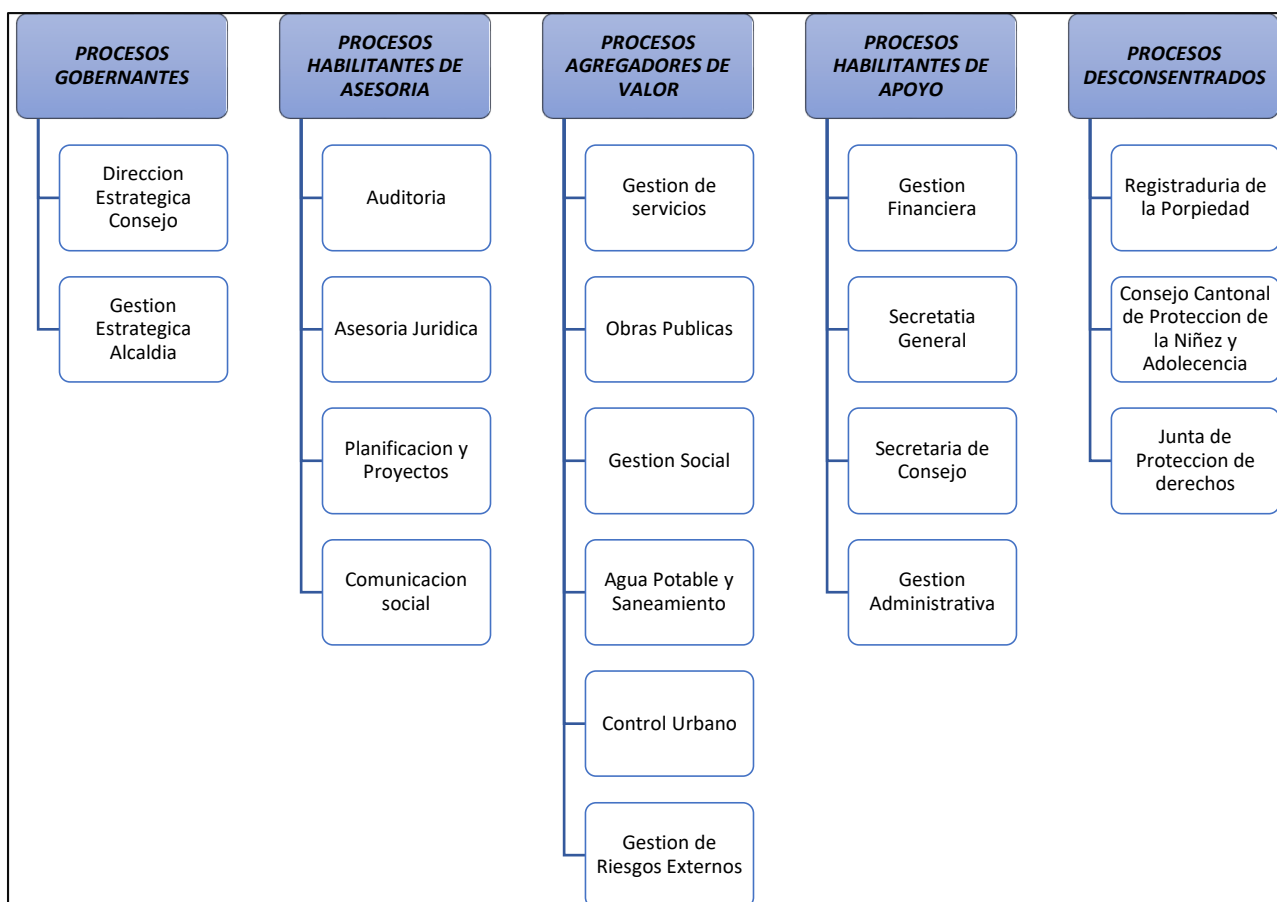 PROCESOS
GOBERNANTES
Direccion
Estrategica
Consejo
Gestion
Estrategica
Alcaldia
PROCESOS
HABILITANTES DE
ASESORIA
Auditoria
Asesoria Juridica
Planificacion y
Proyectos
Comunicacion
social
PROCESOS
AGREGADORES DE
VALOR
Gestion de
servicios
Obras Publicas
Gestion Social
Agua Potable y
Saneamiento
Control Urbano
Gestion de
Riesgos Externos
PROCESOS
HABILITANTES DE
APOYO
Gestion
Financiera
Secretatia
General
Secretaria de
Consejo
Gestion
Administrativa
PROCESOS
DESCONSENTRADOS
Registraduria de
la Porpiedad
Consejo Cantonal
de Proteccion de
la Niñez y
Adolecencia
Junta de
Proteccion de
derechos